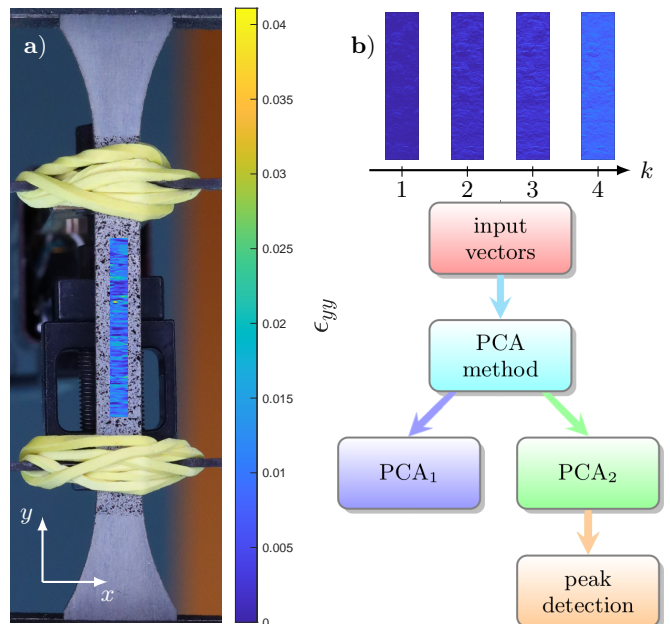 a)
0.04
0.035
0.03
0.025
0.02
0.015
0.01
0.005
0
ϵyy
y
x
b)
1 2 3 4 k
input
vectors
PCA
method
PCA₁
PCA₂
peak
detection